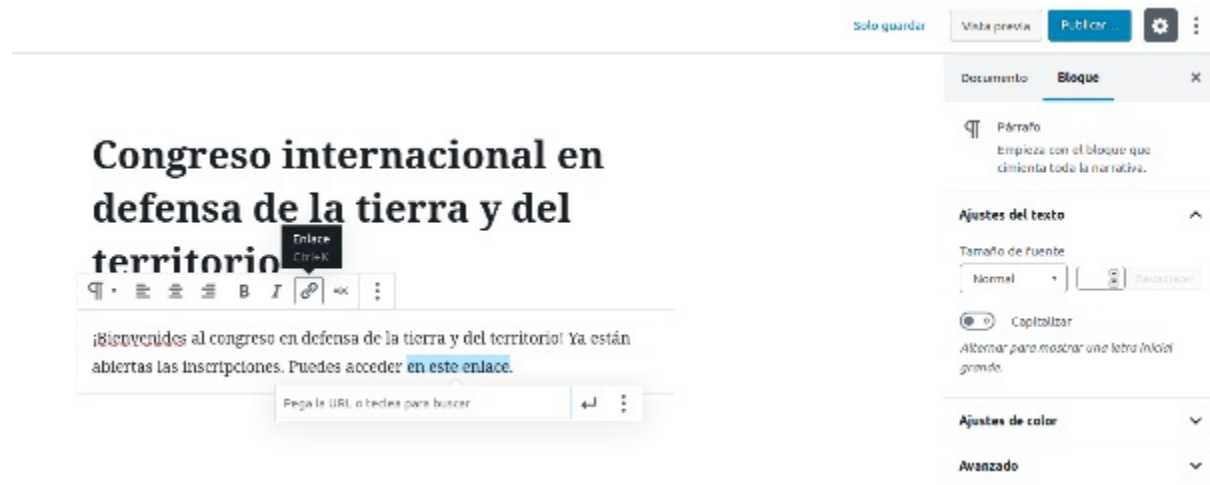 Solo guardar
Vista previa
Publicar...
Documento
Bloque
Congreso internacional en
defensa de la tierra y del
territorio
Enlace
Ctrl+K
B I ABC
¡Bienvenides al congreso en defensa de la tierra y del territorio! Ya están
abiertas las inscripciones. Puedes acceder en este enlace.
Pega la URL o teclea para buscar
Párrafo
Empieza con el bloque que
cimienta toda la narrativa.
Ajustes del texto
Tamaño de fuente
Normal
Restablecer
Capitalizar
Alternar para mostrar una letra inicial
grande.
Ajustes de color
Avanzado